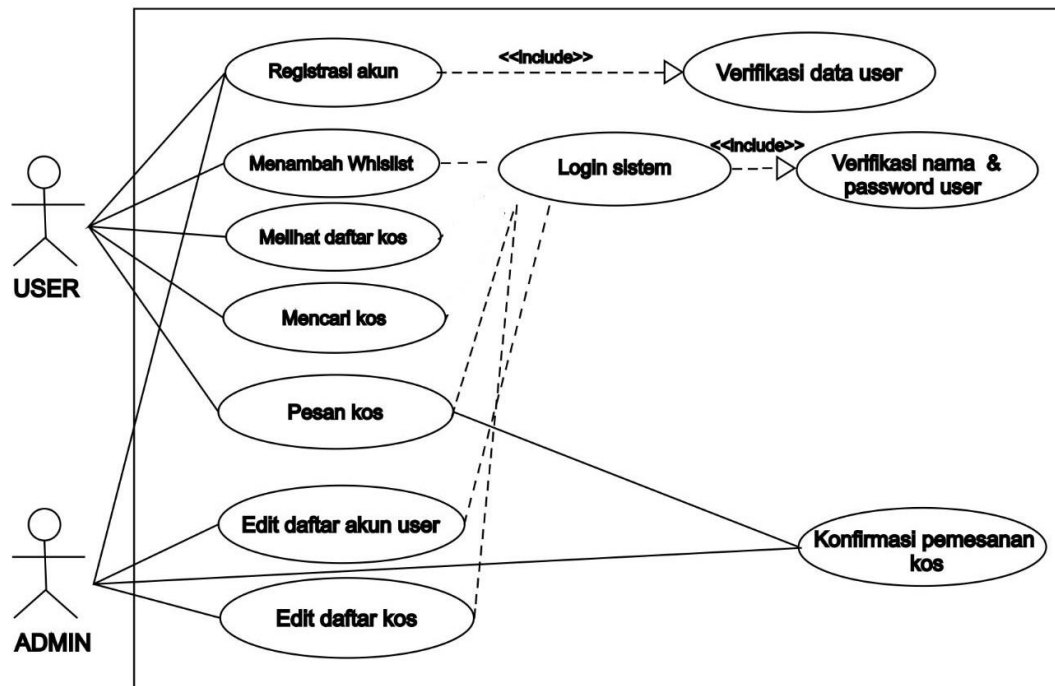 Registrasi akun
<<include>>
Verifikasi data user
Menambah Whislist
Login sistem
<<include>>
Verifikasi nama &
password user
Melihat daftar kos
USER
Mencari kos
Pesan kos
Edit daftar akun user
Konfirmasi pemesanan
kos
Edit daftar kos
ADMIN